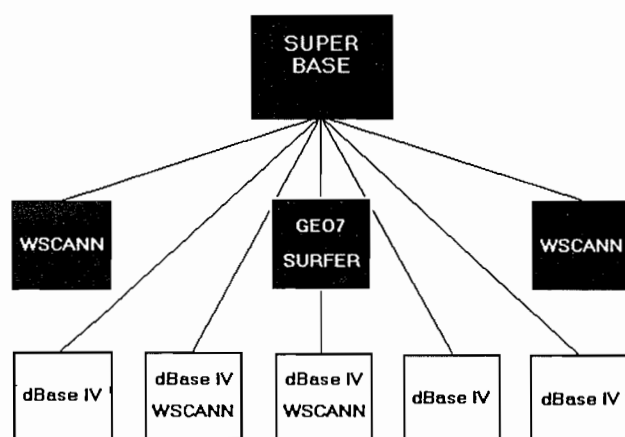 SUPER
BASE
WSCANN
GEO7
SURFER
WSCANN
dBase IV
dBase IV
WSCANN
dBase IV
WSCANN
dBase IV
dBase IV